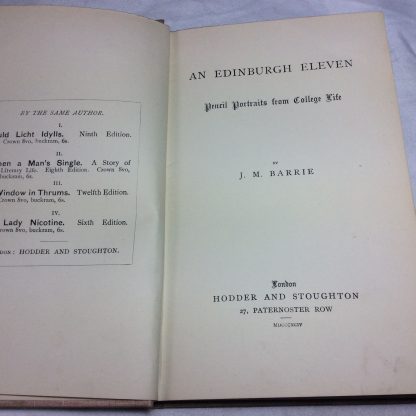 BY THE SAME AUTHOR.
I.
uld Licht Idylls. Ninth Edition.
Crown 8vo, buckram, 6s.
II.
hen a Man's Single. A Story of
Literary Life. Eighth Edition. Crown 8vo,
buckram, 6s.
III.
Window in Thrums. Twelfth Edition.
Crown 8vo, buckram, 6s.
IV.
Lady Nicotine. Sixth Edition.
Crown 8vo, buckram, 6s.
NDON: HODDER AND STOUGHTON.
AN EDINBURGH ELEVEN
Pencil Portraits from College Life
BY
J. M. BARRIE
London
HODDER AND STOUGHTON
27, PATERNOSTER ROW